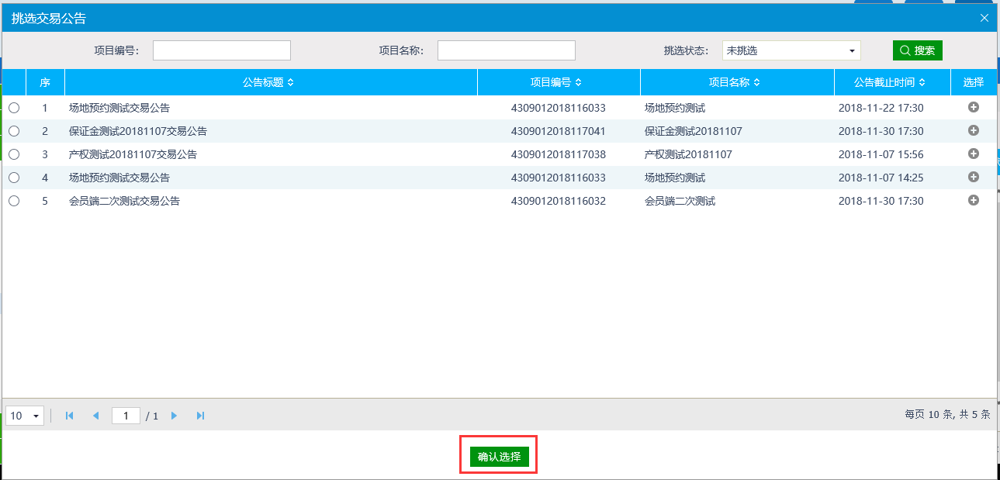 挑选交易公告
项目编号： 项目名称： 挑选状态： 未挑选 搜索
序 公告标题 项目编号 项目名称 公告截止时间 选择
1 场地预约测试交易公告 4309012018116033 场地预约测试 2018-11-22 17:30
2 保证金测试20181107交易公告 4309012018117041 保证金测试20181107 2018-11-30 17:30
3 产权测试20181107交易公告 4309012018117038 产权测试20181107 2018-11-07 15:56
4 场地预约测试交易公告 4309012018116033 场地预约测试 2018-11-07 14:25
5 会员端二次测试交易公告 4309012018116032 会员端二次测试 2018-11-30 17:30
10 1 / 1 每页 10 条, 共 5 条
确认选择